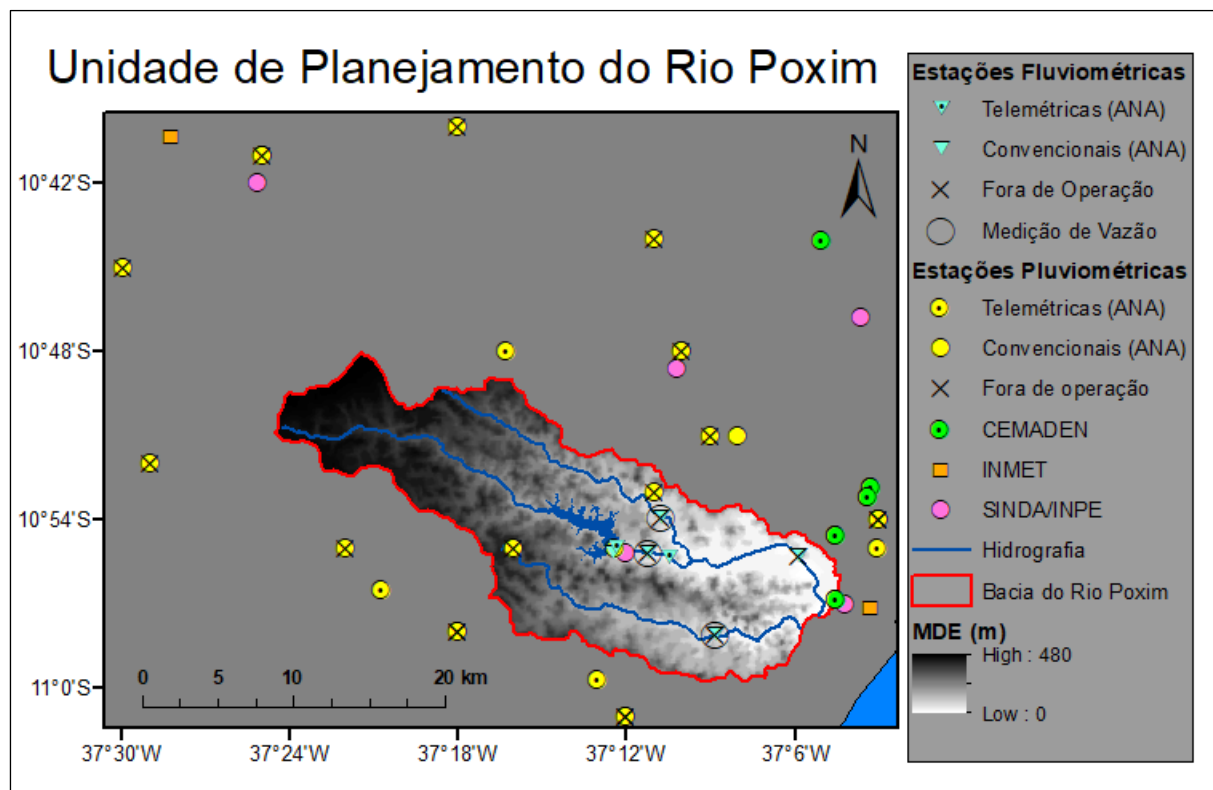 Unidade de Planejamento do Rio Poxim
N
10°42'S
10°48'S
10°54'S
11°0'S
0 5 10 20 km
37°30'W 37°24'W 37°18'W 37°12'W 37°6'W
Estações Fluviométricas
Telemétricas (ANA)
Convencionais (ANA)
Fora de Operação
Medição de Vazão
Estações Pluviométricas
Telemétricas (ANA)
Convencionais (ANA)
Fora de operação
CEMADEN
INMET
SINDA/INPE
Hidrografia
Bacia do Rio Poxim
MDE (m)
High : 480
Low : 0